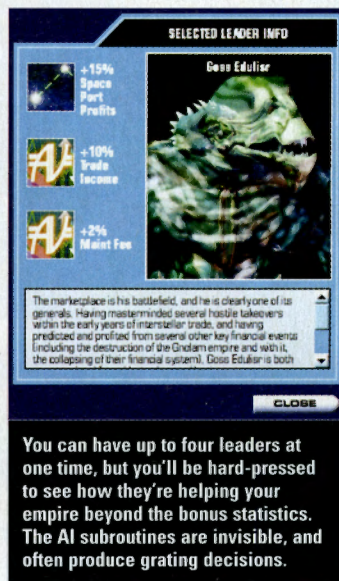 SELECTED LEADER INFO
Goss Edulisr
+15%
Space
Port
Profits
+10%
Trade
Income
+2%
Maint Fee
The marketplace is his battlefield, and he is clearly one of its
generals. Having masterminded several hostile takeovers
within the early years of interstellar trade, and having
predicted and profited from several other key financial events
(including the destruction of the Gnolam empire and with it,
the collapsing of their financial system), Goss Edulisr is both
CLOSE
You can have up to four leaders at
one time, but you'll be hard-pressed
to see how they're helping your
empire beyond the bonus statistics.
The AI subroutines are invisible, and
often produce grating decisions.